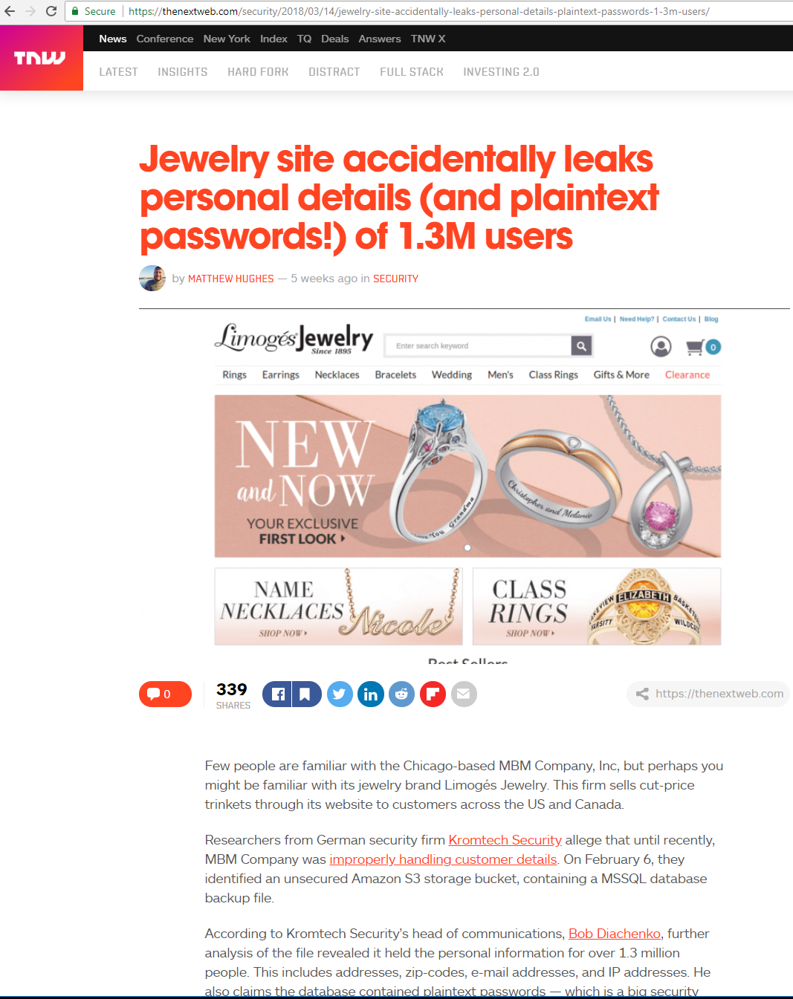 Secure
https://thenextweb.com/security/2018/03/14/jewelry-site-accidentally-leaks-personal-details-plaintext-passwords-1-3m-users/
TNW
News Conference New York Index TQ Deals Answers TNW X
LATEST INSIGHTS HARD FORK DISTRACT FULL STACK INVESTING 2.0
Jewelry site accidentally leaks
personal details (and plaintext
passwords!) of 1.3M users
by MATTHEW HUGHES — 5 weeks ago in SECURITY
Email Us | Need Help? | Contact Us | Blog
Limogés Jewelry
Since 1895
Enter search keyword
0
Rings Earrings Necklaces Bracelets Wedding Men's Class Rings Gifts & More Clearance
NEW
and NOW
YOUR EXCLUSIVE
FIRST LOOK
You Grandma
Christopher and Melanie
NAME
NECKLACES
SHOP NOW
Nicole
CLASS
RINGS
SHOP NOW
LAKEVIEW ELIZABETH
VARSITY
Best Sellers
0
339
SHARES
https://thenextweb.com
Few people are familiar with the Chicago-based MBM Company, Inc, but perhaps you
might be familiar with its jewelry brand Limogés Jewelry. This firm sells cut-price
trinkets through its website to customers across the US and Canada.
Researchers from German security firm Kromtech Security allege that until recently,
MBM Company was improperly handling customer details. On February 6, they
identified an unsecured Amazon S3 storage bucket, containing a MSSQL database
backup file.
According to Kromtech Security's head of communications, Bob Diachenko, further
analysis of the file revealed it held the personal information for over 1.3 million
people. This includes addresses, zip-codes, e-mail addresses, and IP addresses. He
also claims the database contained plaintext passwords — which is a big security